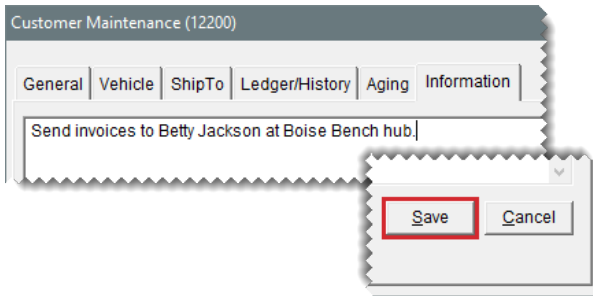 Customer Maintenance (12200)
General Vehicle ShipTo Ledger/History Aging Information
Send invoices to Betty Jackson at Boise Bench hub.
Save Cancel